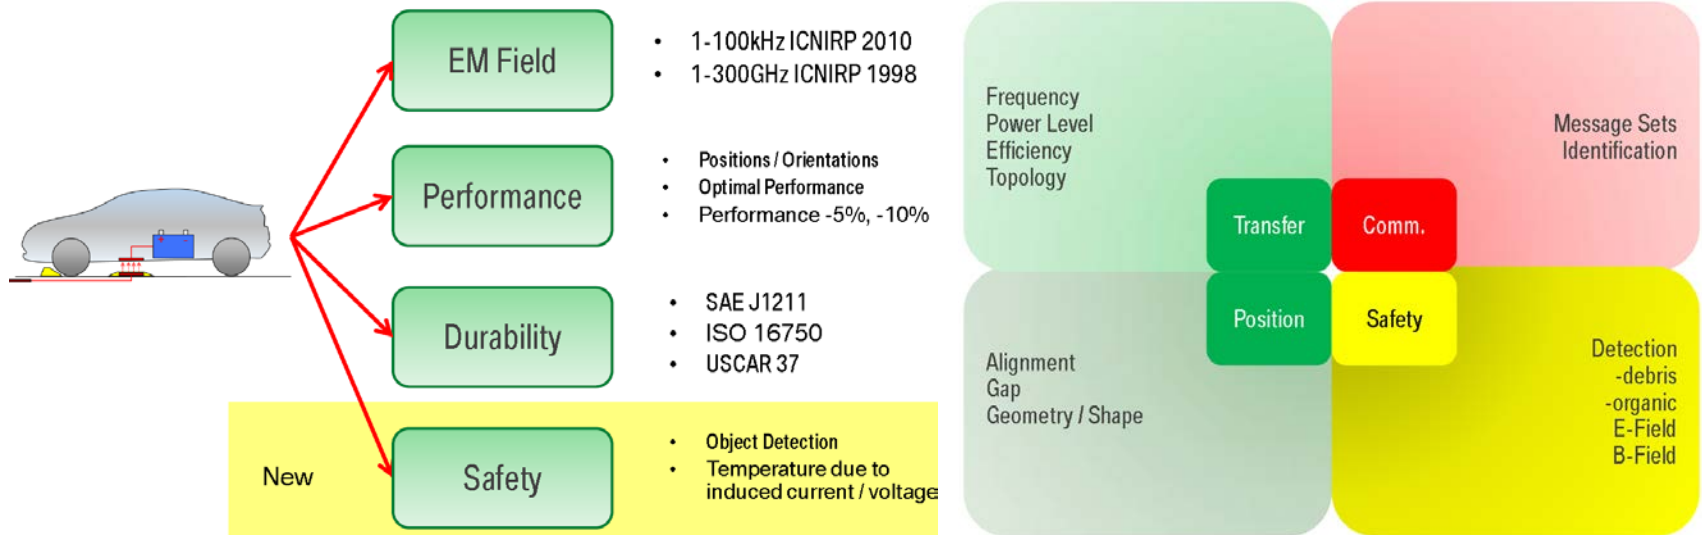 EM Field
• 1-100kHz ICNIRP 2010
• 1-300GHz ICNIRP 1998
Performance
• Positions / Orientations
• Optimal Performance
• Performance -5%, -10%
Durability
• SAE J1211
• ISO 16750
• USCAR 37
New
Safety
• Object Detection
• Temperature due to
induced current / voltage
Frequency
Power Level
Efficiency
Topology
Message Sets
Identification
Transfer
Comm.
Position
Safety
Alignment
Gap
Geometry / Shape
Detection
-debris
-organic
E-Field
B-Field